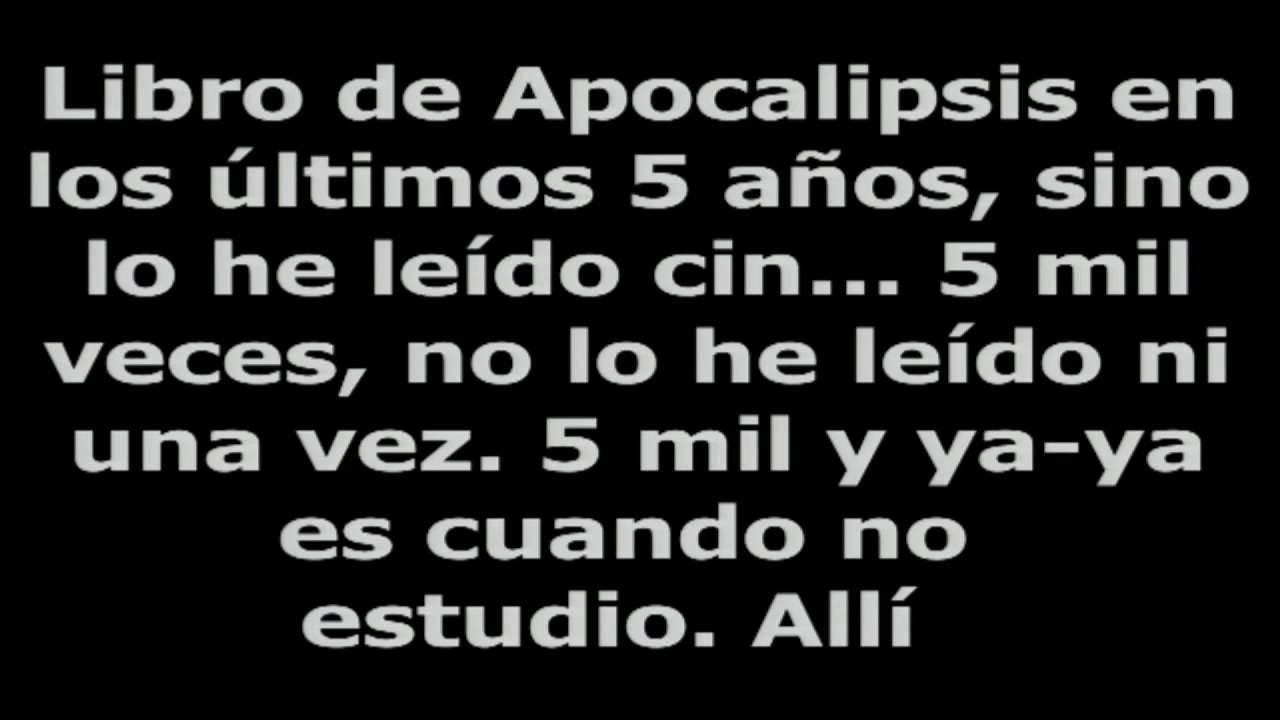 Libro de Apocalipsis en
los últimos 5 años, sino
lo he leído cin... 5 mil
veces, no lo he leído ni
una vez. 5 mil y ya-ya
es cuando no
estudio. Allí